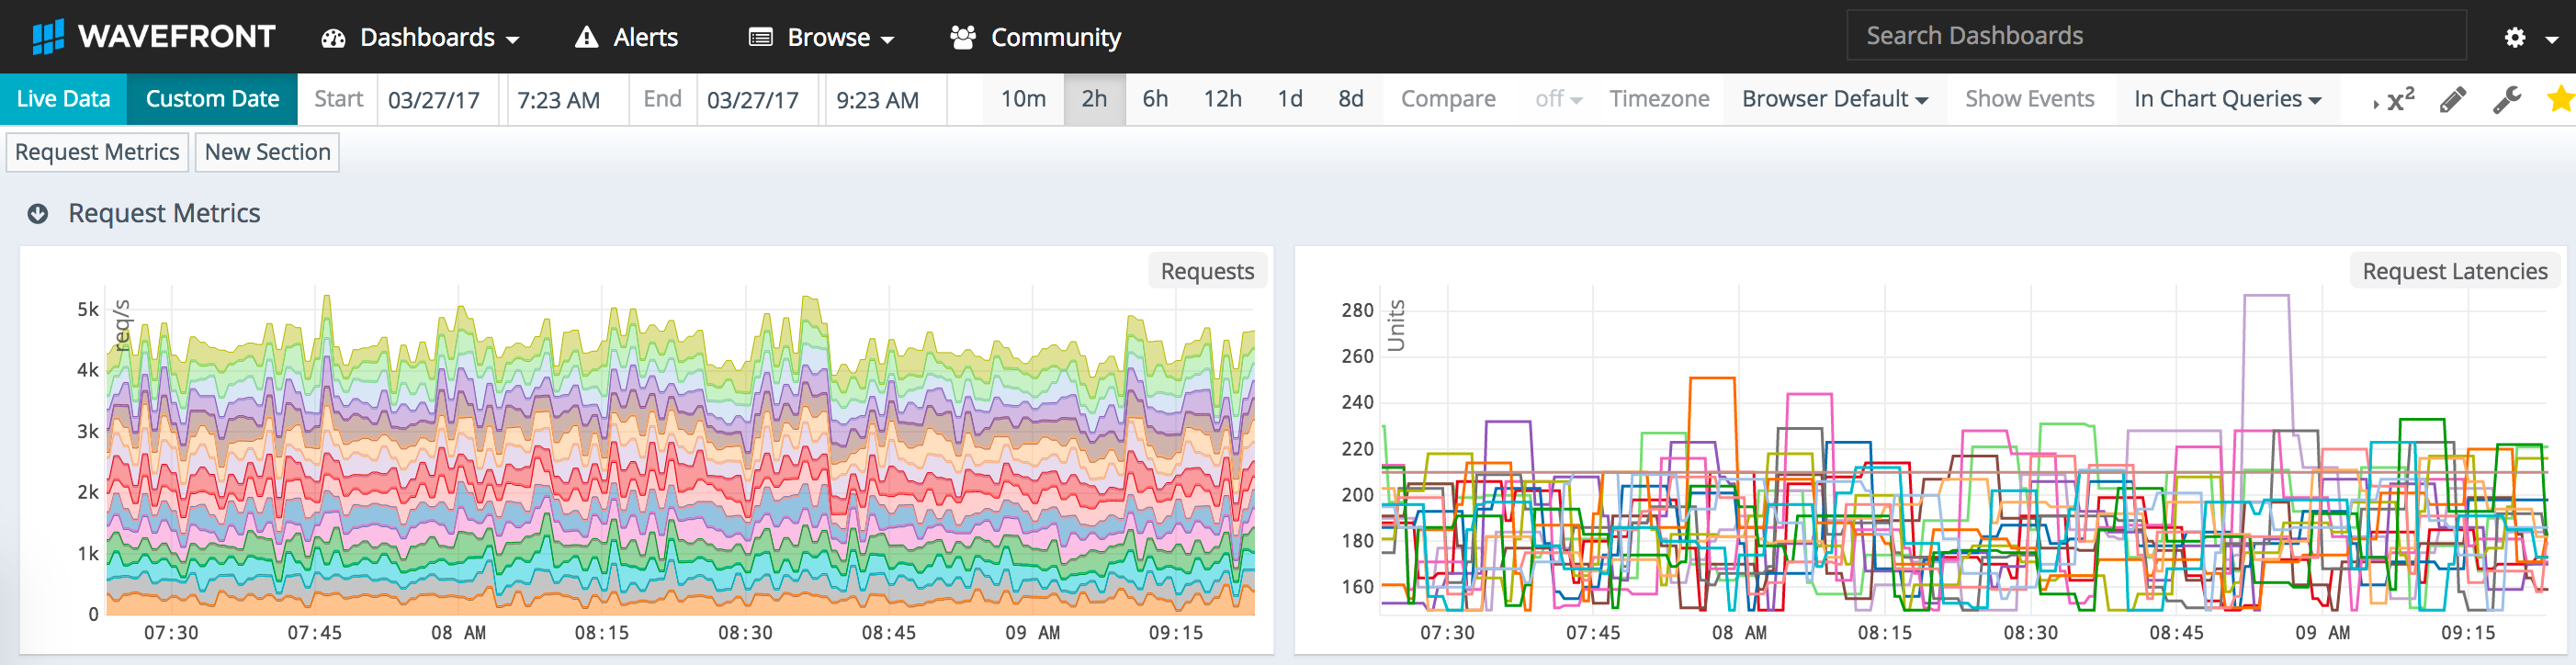 WAVEFRONT Dashboards Alerts Browse Community Search Dashboards
Live Data Custom Date Start 03/27/17 7:23 AM End 03/27/17 9:23 AM 10m 2h 6h 12h 1d 8d Compare off Timezone Browser Default Show Events In Chart Queries x²
Request Metrics New Section
Request Metrics
Requests
req/s
5k
4k
3k
2k
1k
0
07:30 07:45 08 AM 08:15 08:30 08:45 09 AM 09:15
Request Latencies
Units
280
260
240
220
200
180
160
07:30 07:45 08 AM 08:15 08:30 08:45 09 AM 09:15